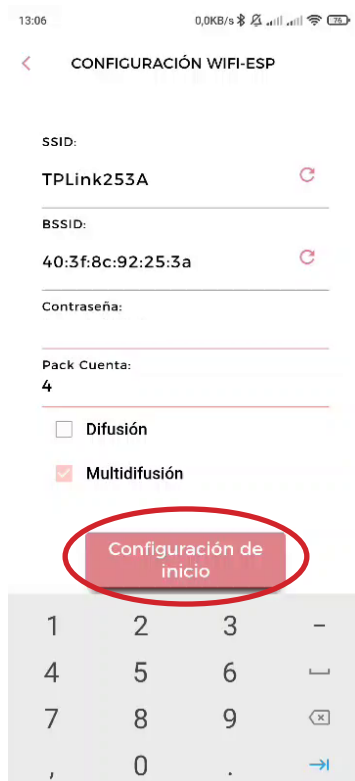 13:06 0,0KB/s 76
CONFIGURACIÓN WIFI-ESP
SSID:
TPLink253A
BSSID:
40:3f:8c:92:25:3a
Contraseña:
Pack Cuenta:
4
Difusión
Multidifusión
Configuración de
inicio
1 2 3 -
4 5 6
7 8 9
, 0 .